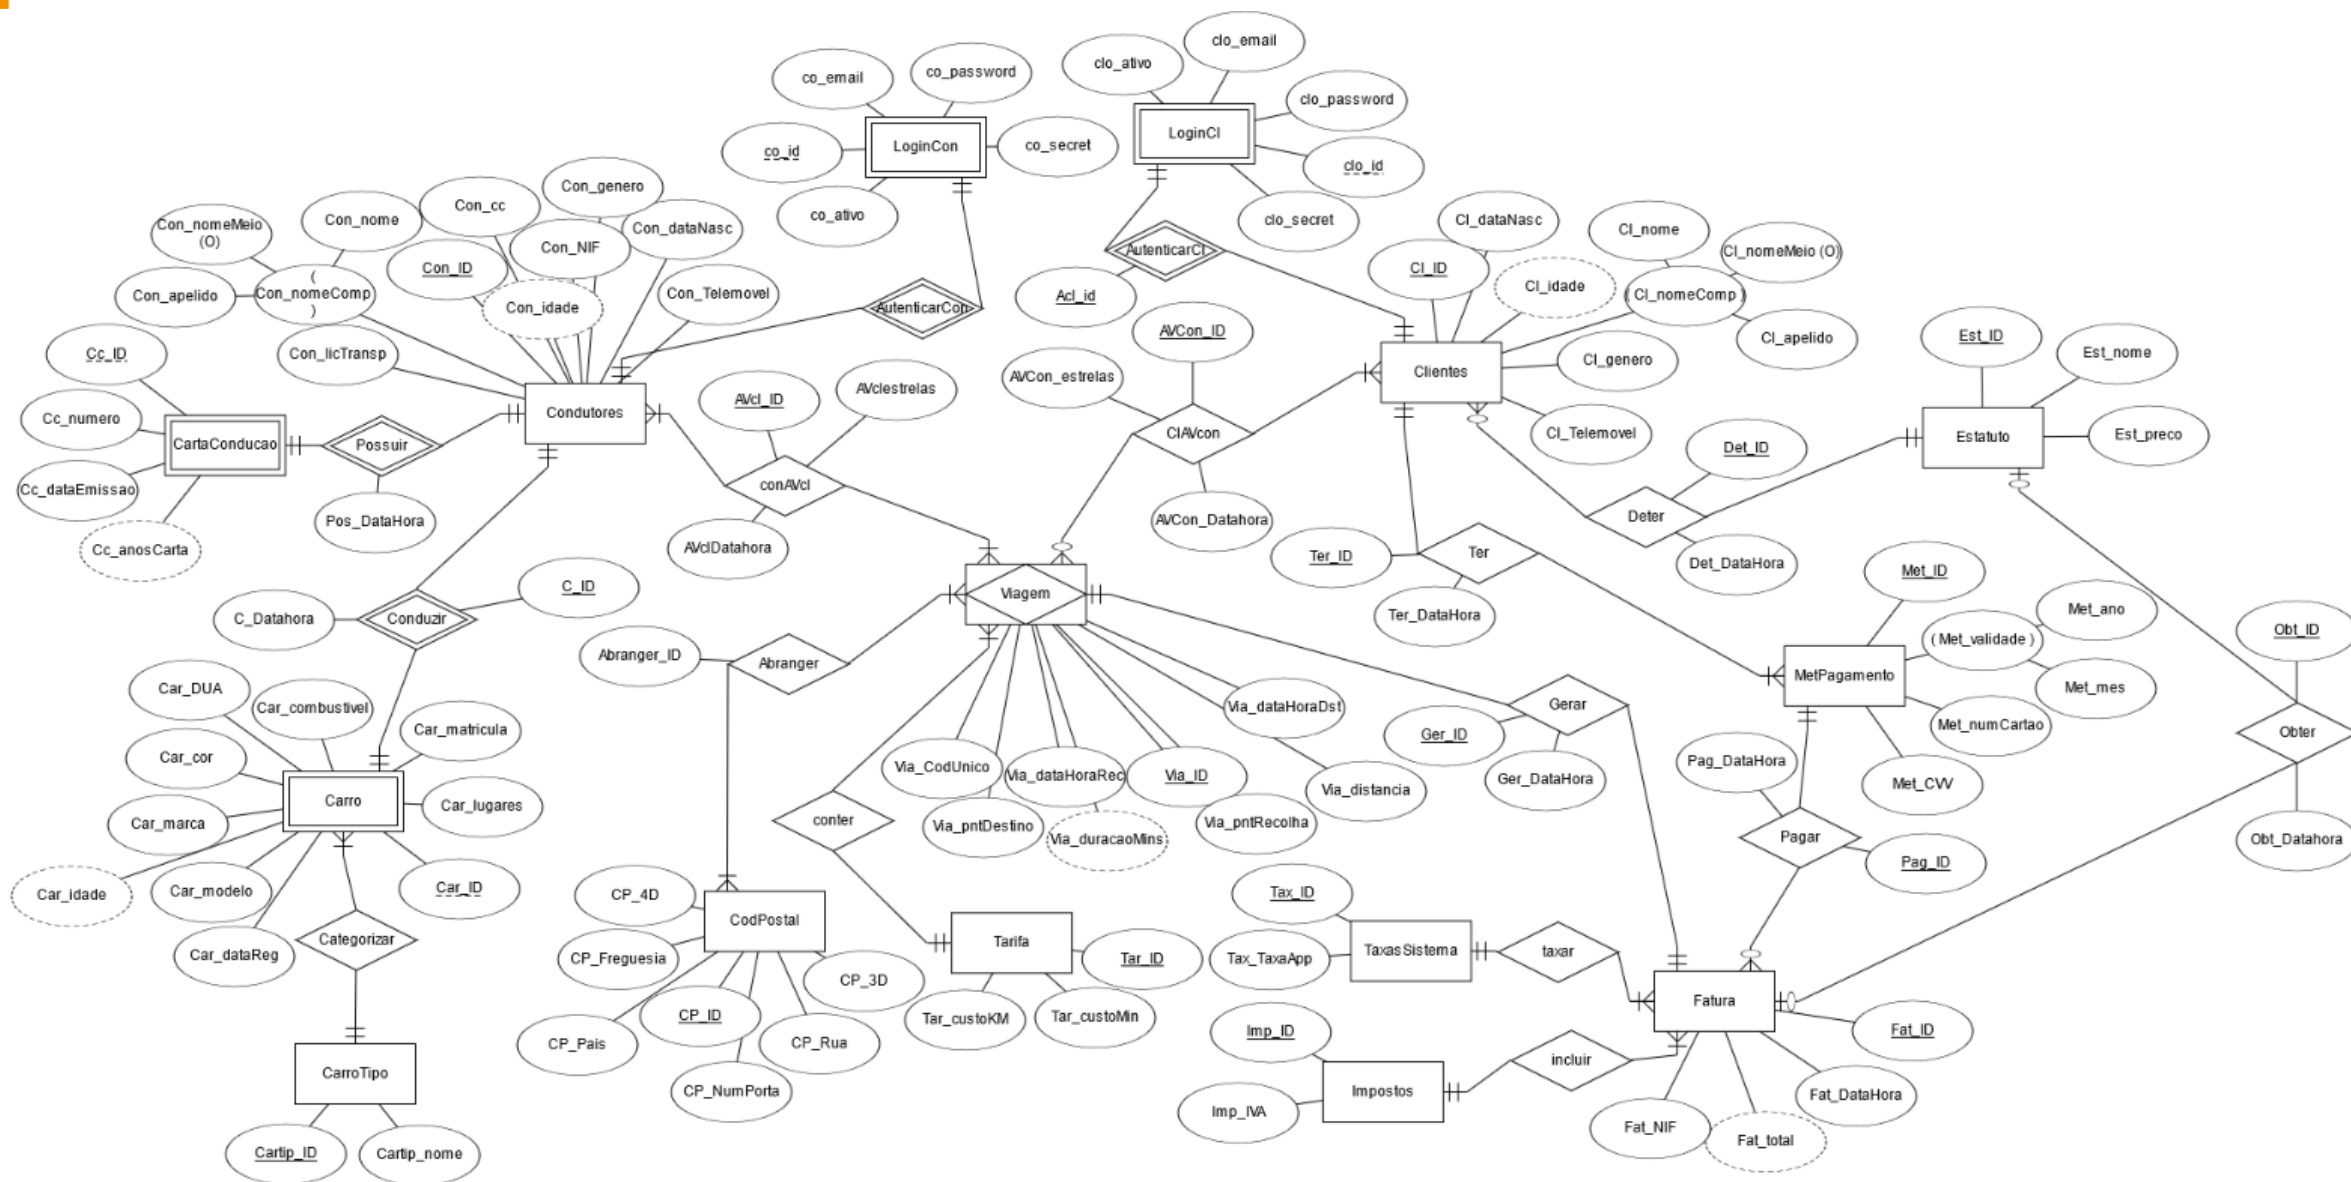 clo_email
clo_ativo
co_email
co_password
clo_password
LoginCl
LoginCon
co_secret
co_id
clo_id
Con_genero
Con_cc
co_ativo
clo_secret
Cl_dataNasc
Con_nome
Con_nomeMeio
(O)
Con_dataNasc
Cl_nome
Con_NIF
AutenticarCl
Cl_nomeMeio (O)
Con_ID
Cl_ID
(
Con_nomeComp
)
Con_apelido
Acl_id
Cl_idade
( Cl_nomeComp )
Con_Telemovel
Con_idade
AutenticarCon
AVCon_ID
Est_ID
Cl_apelido
Cc_ID
Con_licTransp
Cl_genero
Est_nome
Clientes
AVCon_estrelas
AVclestrelas
AVcl_ID
Condutores
Cc_numero
CartaConducao
Possuir
ClAVcon
Cl_Telemovel
Estatuto
Est_preco
Det_ID
conAVcl
Cc_dataEmissao
Pos_DataHora
AVCon_Datahora
Deter
Cc_anosCarta
AVclDatahora
Ter_ID
Ter
Det_DataHora
Met_ID
C_ID
Viagem
Met_ano
C_Datahora
Conduzir
Ter_DataHora
Obt_ID
( Met_validade )
Abranger_ID
Abranger
MetPagamento
Met_mes
Car_DUA
Car_combustivel
Via_dataHoraDst
Gerar
Car_matricula
Met_numCartao
Ger_ID
Obter
Car_cor
Via_CodUnico
Via_dataHoraRec
Via_ID
Pag_DataHora
Ger_DataHora
Met_CVV
Via_distancia
Carro
Car_lugares
Car_marca
conter
Via_pntDestino
Via_pntRecolha
Via_duracaoMins
Pagar
Obt_Datahora
Pag_ID
Car_idade
Car_modelo
Car_ID
CP_4D
Tax_ID
CodPostal
Categorizar
Tarifa
Car_dataReg
CP_Freguesia
Tar_ID
Tax_TaxaApp
TaxasSistema
taxar
CP_3D
Fatura
CP_ID
Tar_custoKM
Tar_custoMin
Imp_ID
Fat_ID
CP_Pais
CP_Rua
incluir
CarroTipo
CP_NumPorta
Impostos
Fat_DataHora
Imp_IVA
Fat_NIF
Fat_total
Cartip_ID
Cartip_nome